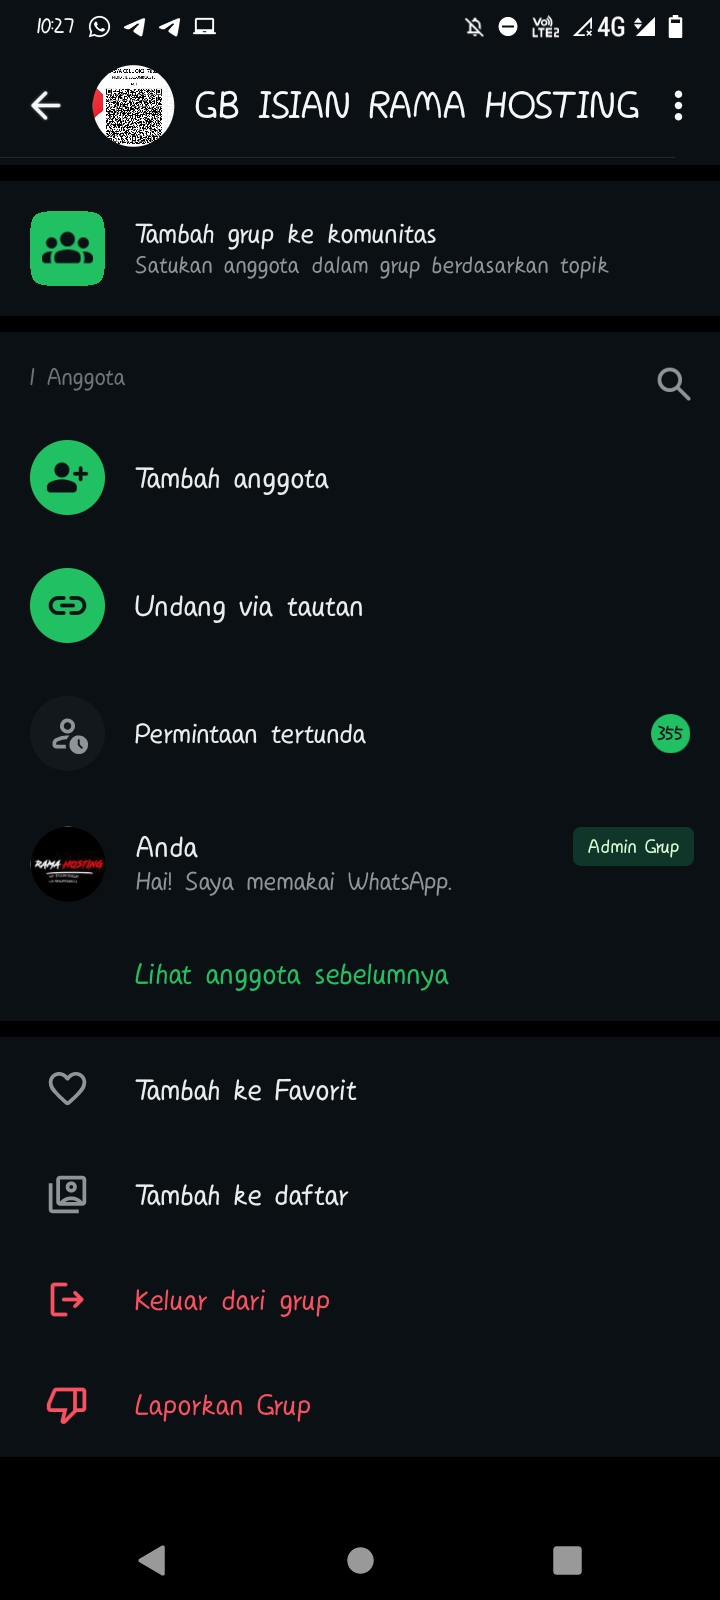 10:27
Vo))
LTE2
4G
GB ISIAN RAMA HOSTING
Tambah grup ke komunitas
Satukan anggota dalam grup berdasarkan topik
1 Anggota
Tambah anggota
Undang via tautan
Permintaan tertunda
355
Anda
Admin Grup
RAMA HOSTING
Hai! Saya memakai WhatsApp.
Lihat anggota sebelumnya
Tambah ke Favorit
Tambah ke daftar
Keluar dari grup
Laporkan Grup